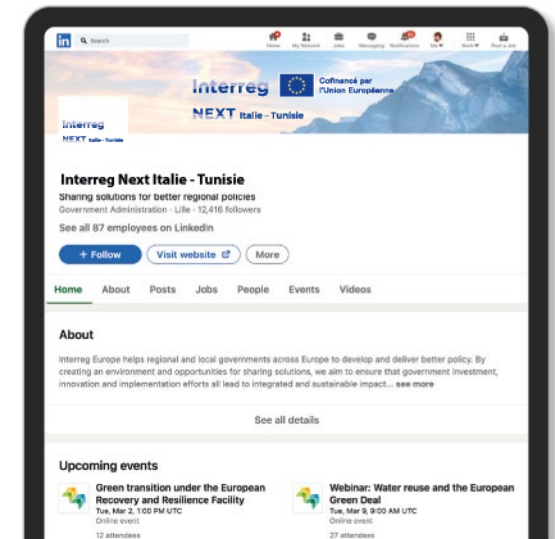 in Search
Home My Network Jobs Messaging Notifications Me Work Post a Job
Interreg
Cofinancé par
l'Union Européenne
NEXT Italie - Tunisie
Interreg
NEXT Italie - Tunisie
Interreg Next Italie - Tunisie
Sharing solutions for better regional policies
Government Administration · Lille · 12,416 followers
See all 87 employees on LinkedIn
+ Follow Visit website More
Home About Posts Jobs People Events Videos
About
Interreg Europe helps regional and local governments across Europe to develop and deliver better policy. By
creating an environment and opportunities for sharing solutions, we aim to ensure that government investment,
innovation and implementation efforts all lead to integrated and sustainable impact... see more
See all details
Upcoming events
Green transition under the European
Recovery and Resilience Facility
Tue, Mar 2, 1:00 PM UTC
Online event
12 attendees
Webinar: Water reuse and the European
Green Deal
Tue, Mar 9, 9:00 AM UTC
Online event
27 attendees